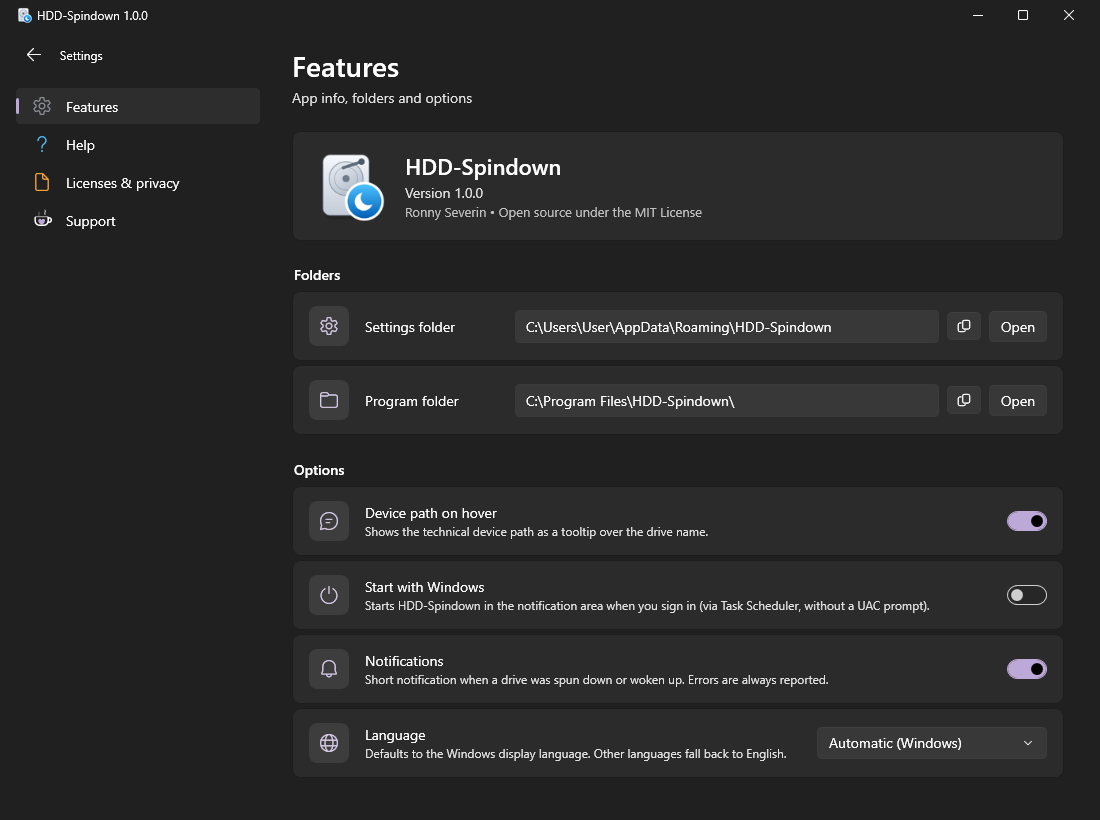 HDD-Spindown 1.0.0
Settings
Features
Help
Licenses & privacy
Support
Features
App info, folders and options
HDD-Spindown
Version 1.0.0
Ronny Severin • Open source under the MIT License
Folders
Settings folder
C:\Users\User\AppData\Roaming\HDD-Spindown
Open
Program folder
C:\Program Files\HDD-Spindown\
Open
Options
Device path on hover
Shows the technical device path as a tooltip over the drive name.
Start with Windows
Starts HDD-Spindown in the notification area when you sign in (via Task Scheduler, without a UAC prompt).
Notifications
Short notification when a drive was spun down or woken up. Errors are always reported.
Language
Defaults to the Windows display language. Other languages fall back to English.
Automatic (Windows)